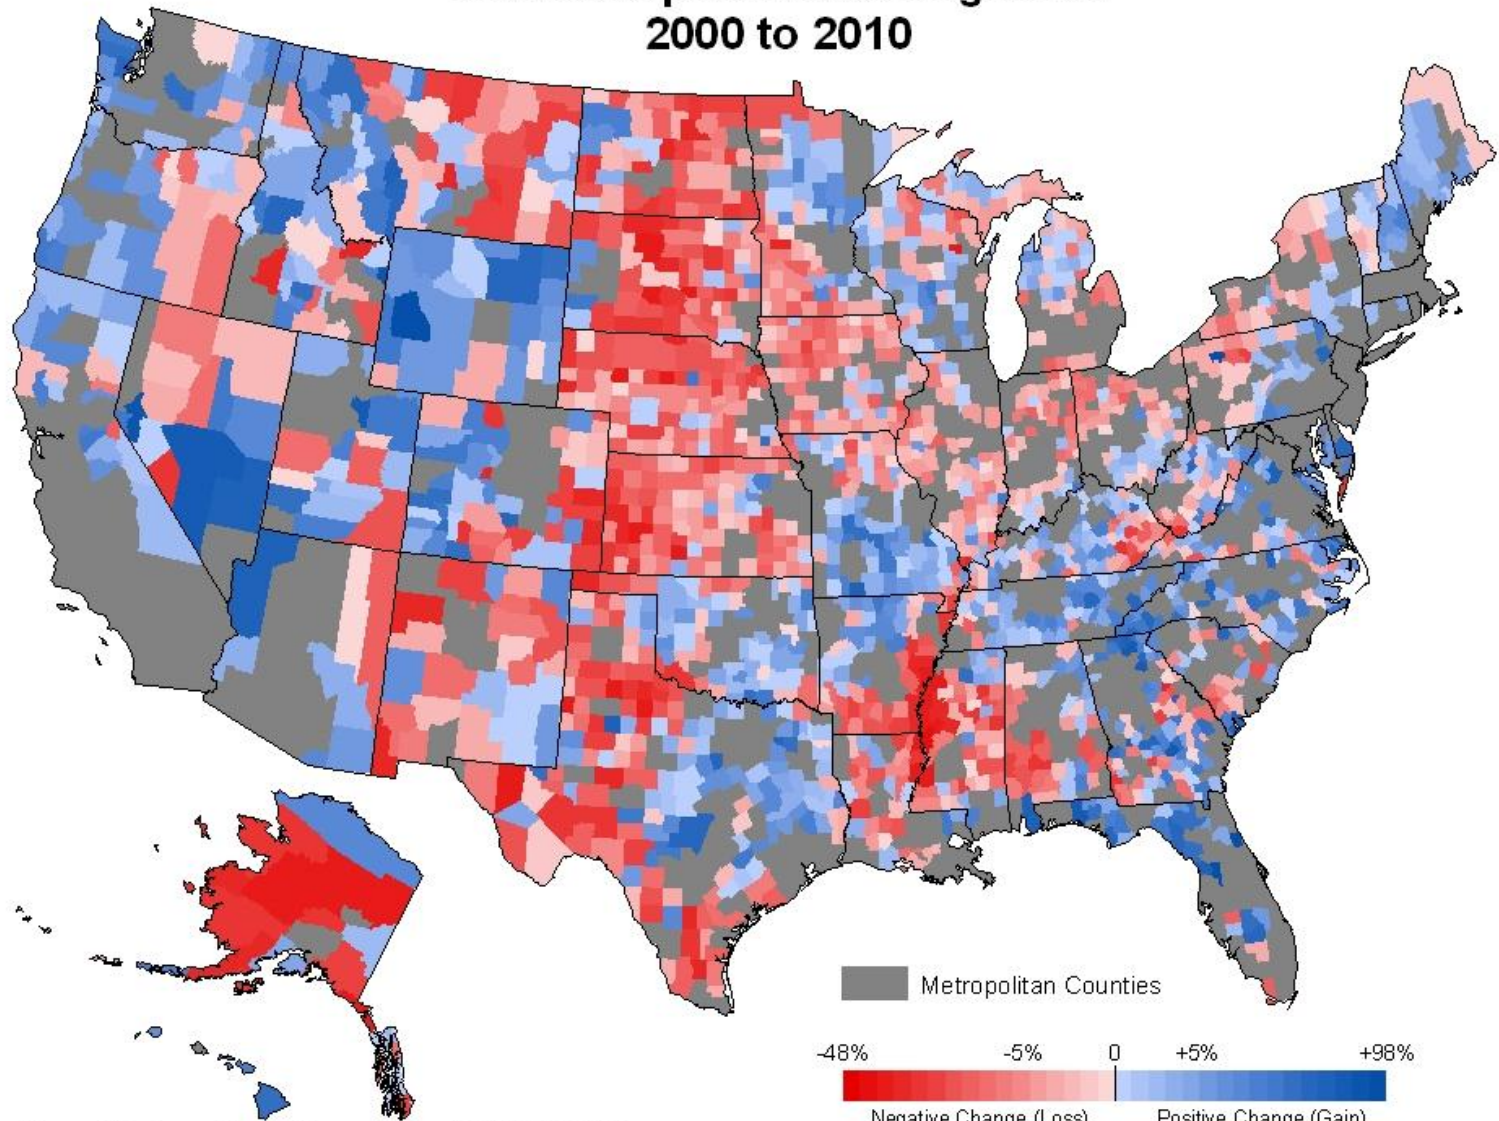 2000 to 2010
Metropolitan Counties
-48% -5% 0 +5% +98%
Negative Change (Loss) Positive Change (Gain)